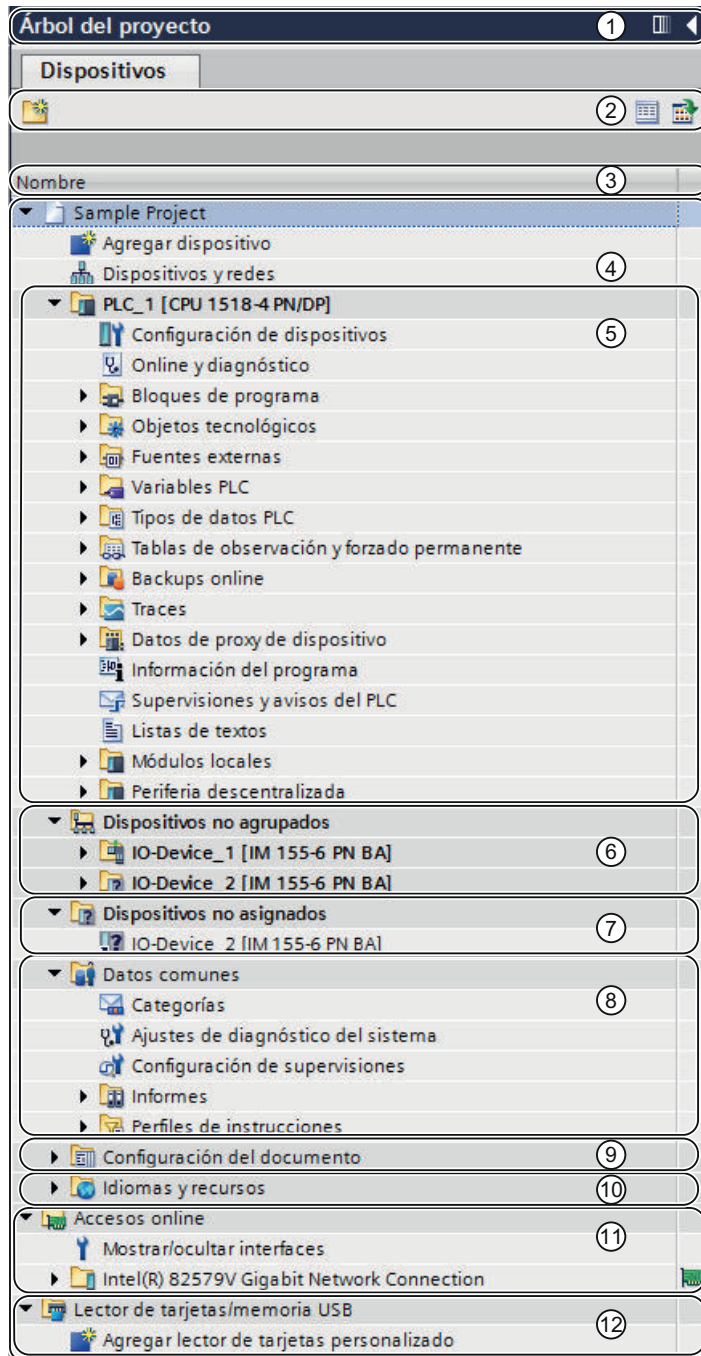 Árbol del proyecto 1
Dispositivos
2
Nombre 3
Sample Project
Agregar dispositivo
Dispositivos y redes 4
PLC_1 [CPU 1518-4 PN/DP]
Configuración de dispositivos 5
Online y diagnóstico
Bloques de programa
Objetos tecnológicos
Fuentes externas
Variables PLC
Tipos de datos PLC
Tablas de observación y forzado permanente
Backups online
Traces
Datos de proxy de dispositivo
Información del programa
Supervisiones y avisos del PLC
Listas de textos
Módulos locales
Periferia descentralizada
Dispositivos no agrupados
IO-Device_1 [IM 155-6 PN BA] 6
IO-Device_2 [IM 155-6 PN BA]
Dispositivos no asignados 7
IO-Device_2 [IM 155-6 PN BA]
Datos comunes
Categorías 8
Ajustes de diagnóstico del sistema
Configuración de supervisiones
Informes
Perfiles de instrucciones
Configuración del documento 9
Idiomas y recursos 10
Accesos online
Mostrar/ocultar interfaces 11
Intel(R) 82579V Gigabit Network Connection
Lector de tarjetas/memoria USB
Agregar lector de tarjetas personalizado 12